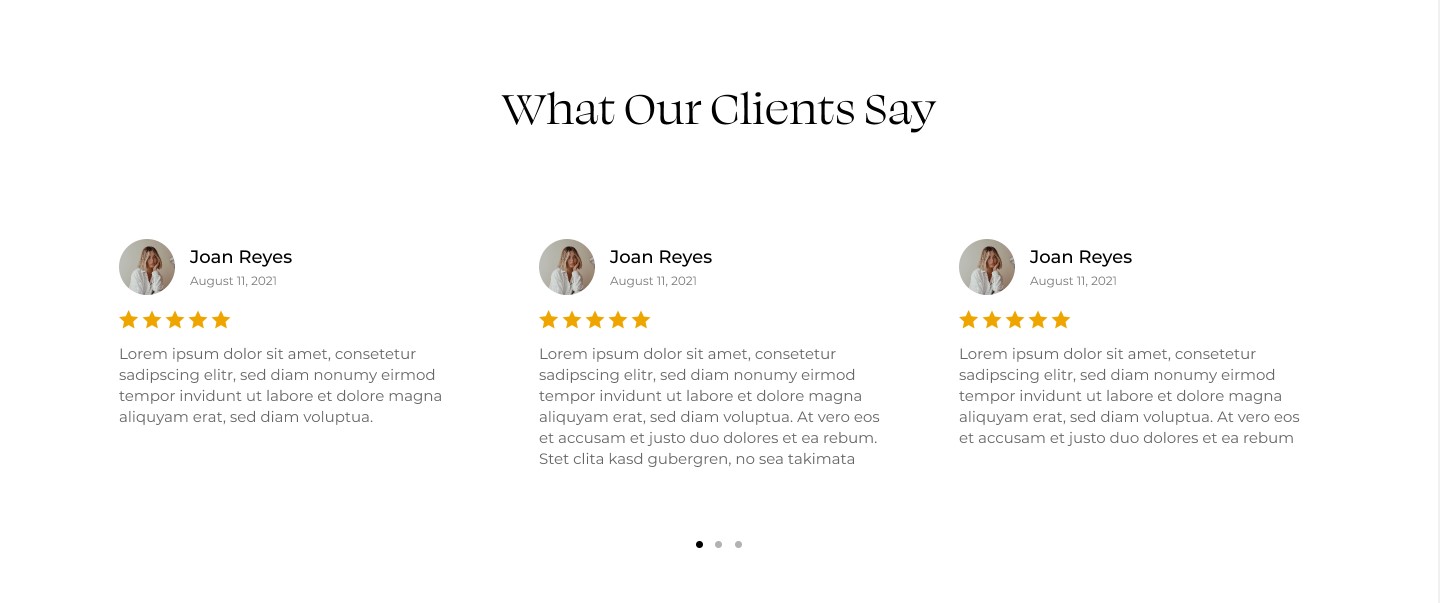 What Our Clients Say
Joan Reyes
August 11, 2021
Lorem ipsum dolor sit amet, consetetur
sadipscing elitr, sed diam nonumy eirmod
tempor invidunt ut labore et dolore magna
aliquyam erat, sed diam voluptua.
Joan Reyes
August 11, 2021
Lorem ipsum dolor sit amet, consetetur
sadipscing elitr, sed diam nonumy eirmod
tempor invidunt ut labore et dolore magna
aliquyam erat, sed diam voluptua. At vero eos
et accusam et justo duo dolores et ea rebum.
Stet clita kasd gubergren, no sea takimata
Joan Reyes
August 11, 2021
Lorem ipsum dolor sit amet, consetetur
sadipscing elitr, sed diam nonumy eirmod
tempor invidunt ut labore et dolore magna
aliquyam erat, sed diam voluptua. At vero eos
et accusam et justo duo dolores et ea rebum